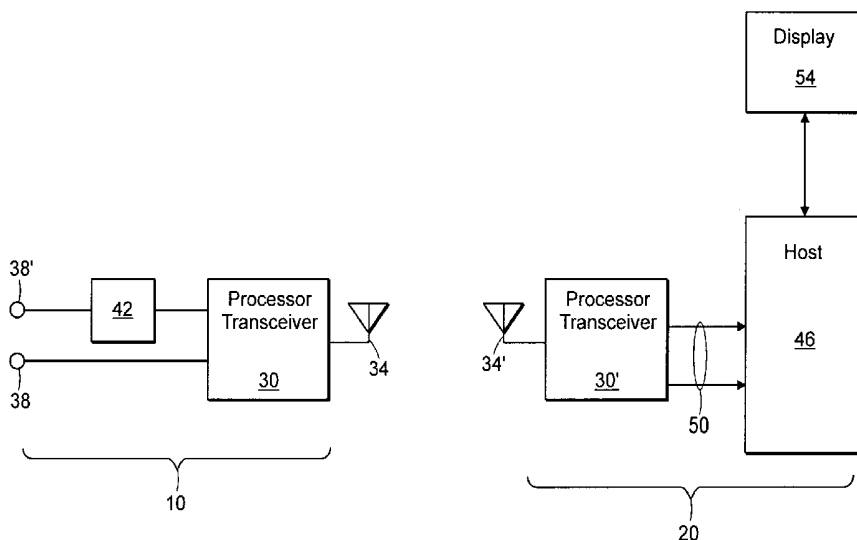 Display
54
38'
42
Processor
Transceiver
30
34
38
10
34'
Processor
Transceiver
30'
50
Host
46
20